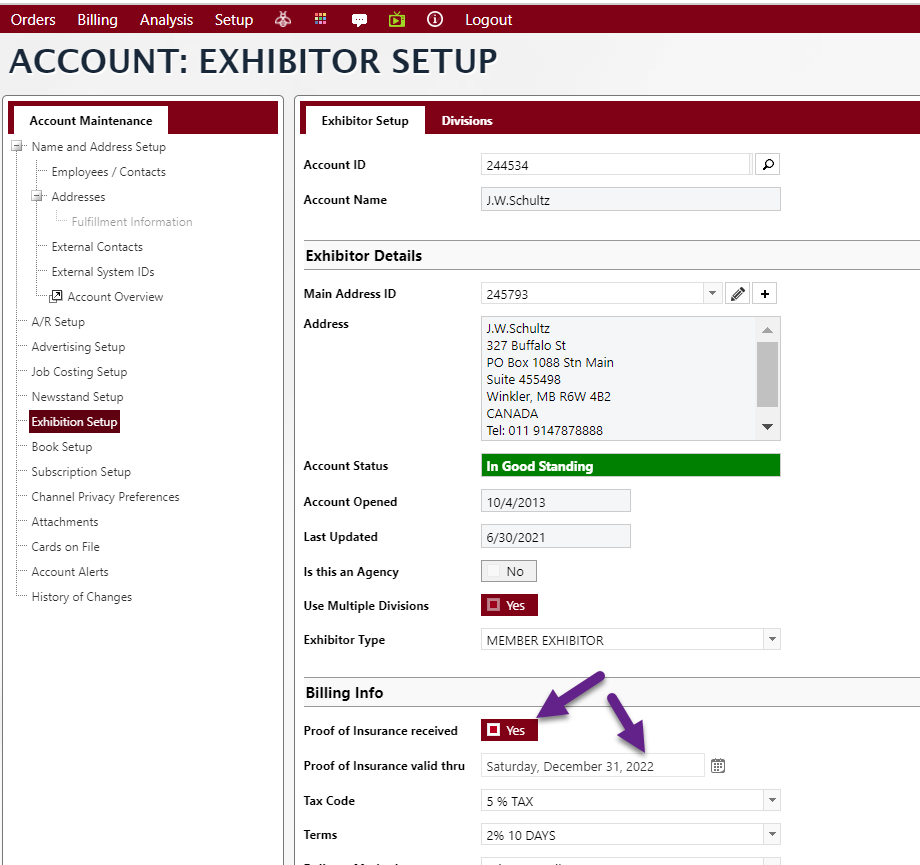 Orders Billing Analysis Setup Logout
ACCOUNT: EXHIBITOR SETUP
Account Maintenance
Name and Address Setup
Employees / Contacts
Addresses
Fulfillment Information
External Contacts
External System IDs
Account Overview
A/R Setup
Advertising Setup
Job Costing Setup
Newsstand Setup
Exhibition Setup
Book Setup
Subscription Setup
Channel Privacy Preferences
Attachments
Cards on File
Account Alerts
History of Changes
Exhibitor Setup Divisions
Account ID 244534
Account Name J.W.Schultz
Exhibitor Details
Main Address ID 245793
Address
J.W.Schultz
327 Buffalo St
PO Box 1088 Stn Main
Suite 455498
Winkler, MB R6W 4B2
CANADA
Tel: 011 9147878888
Account Status In Good Standing
Account Opened 10/4/2013
Last Updated 6/30/2021
Is this an Agency No
Use Multiple Divisions Yes
Exhibitor Type MEMBER EXHIBITOR
Billing Info
Proof of Insurance received Yes
Proof of Insurance valid thru Saturday, December 31, 2022
Tax Code 5 % TAX
Terms 2% 10 DAYS